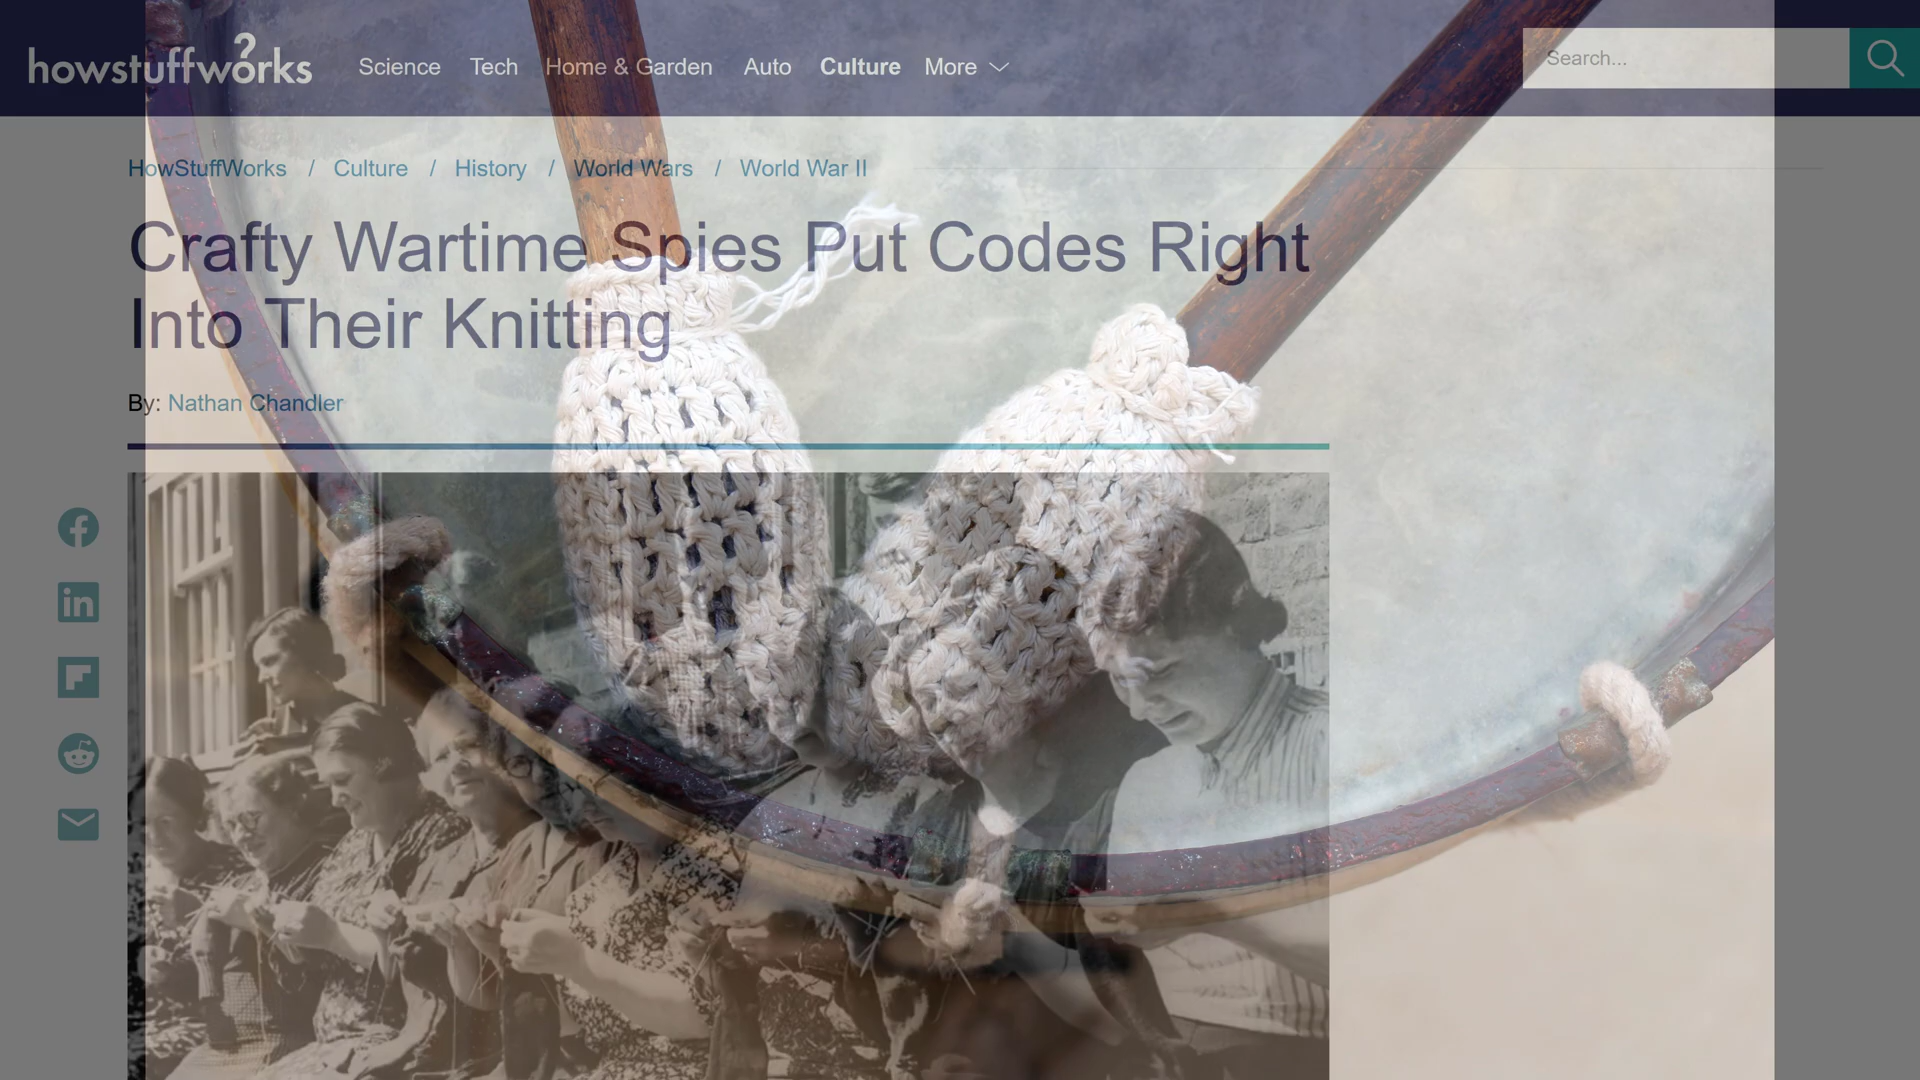 howstuffworks
Science Tech Home & Garden Auto Culture More
Search...
HowStuffWorks / Culture / History / World Wars / World War II
Crafty Wartime Spies Put Codes Right
Into Their Knitting
By: Nathan Chandler